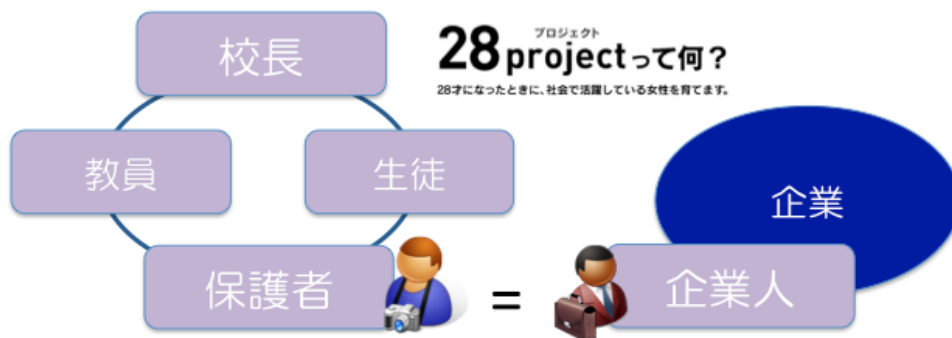 校長
プロジェクト
28 projectって何？
28才になったときに、社会で活躍している女性を育てます。
教員
生徒
企業
保護者
=
企業人